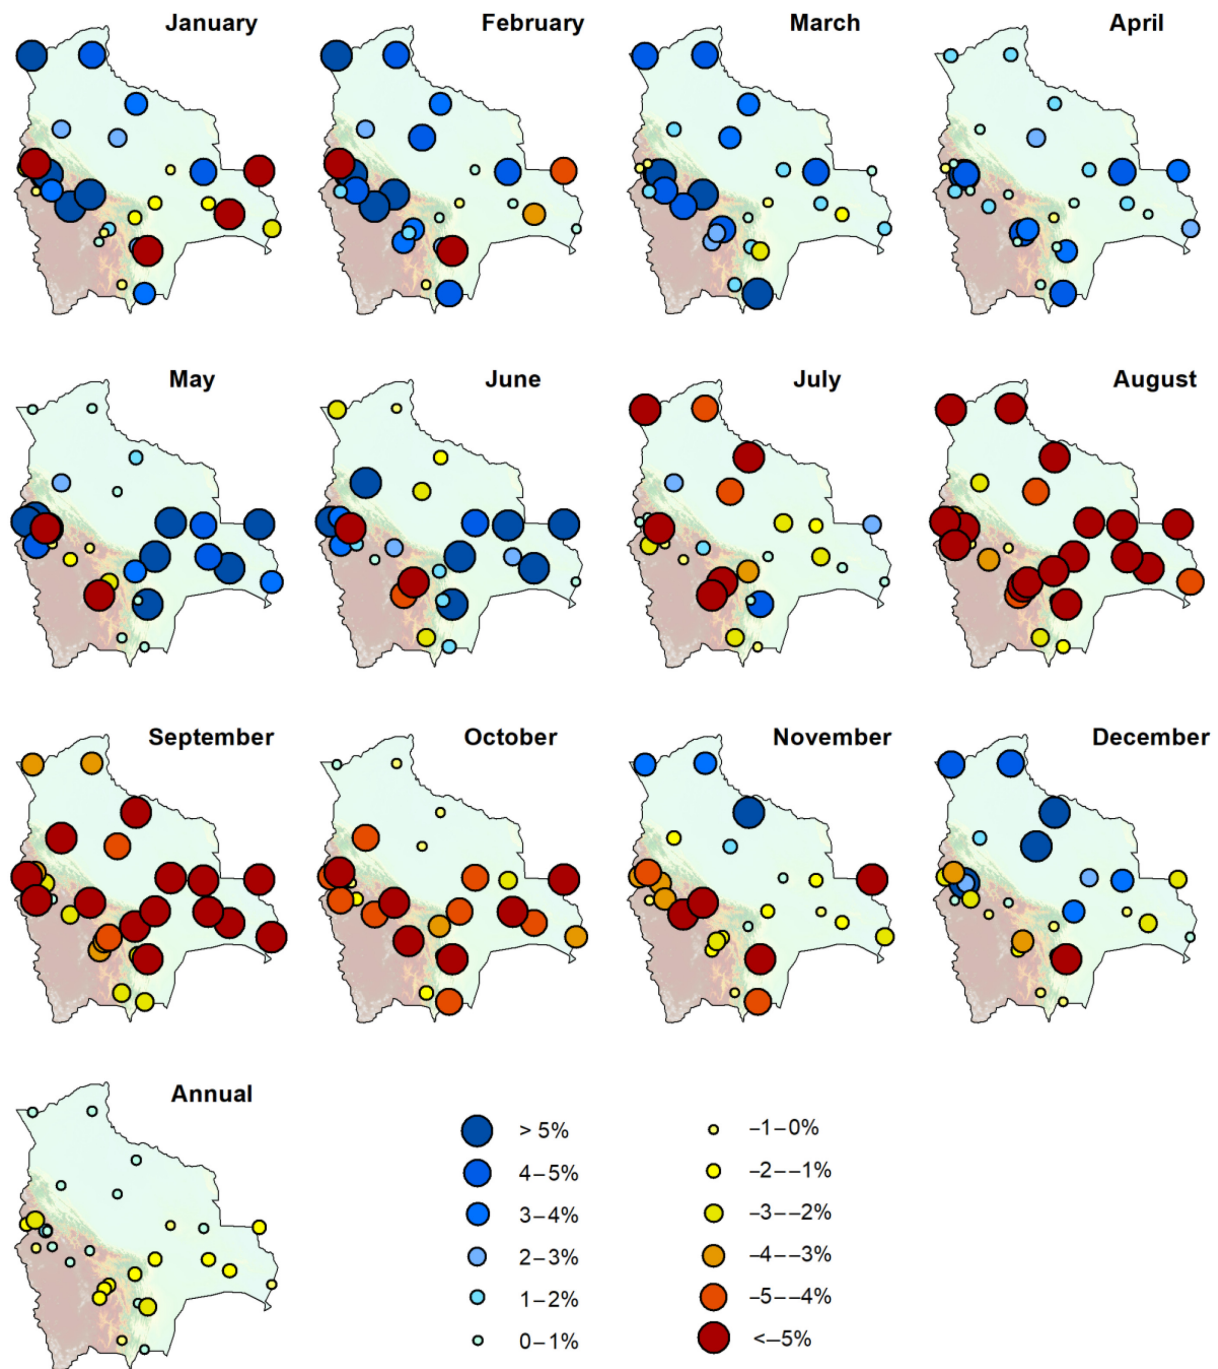 January
February
March
April
May
June
July
August
September
October
November
December
Annual
> 5%
4–5%
3–4%
2–3%
1–2%
0–1%
–1–0%
–2–-1%
–3–-2%
–4–-3%
–5–-4%
<–5%